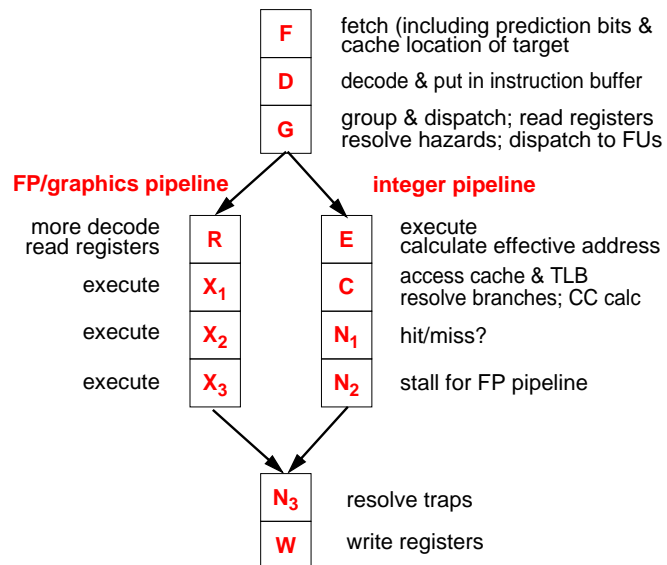 F
fetch (including prediction bits &
cache location of target
D
decode & put in instruction buffer
G
group & dispatch; read registers
resolve hazards; dispatch to FUs
FP/graphics pipeline
integer pipeline
more decode
read registers
R
E
execute
calculate effective address
execute
X1
C
access cache & TLB
resolve branches; CC calc
execute
X2
N1
hit/miss?
execute
X3
N2
stall for FP pipeline
N3
resolve traps
W
write registers